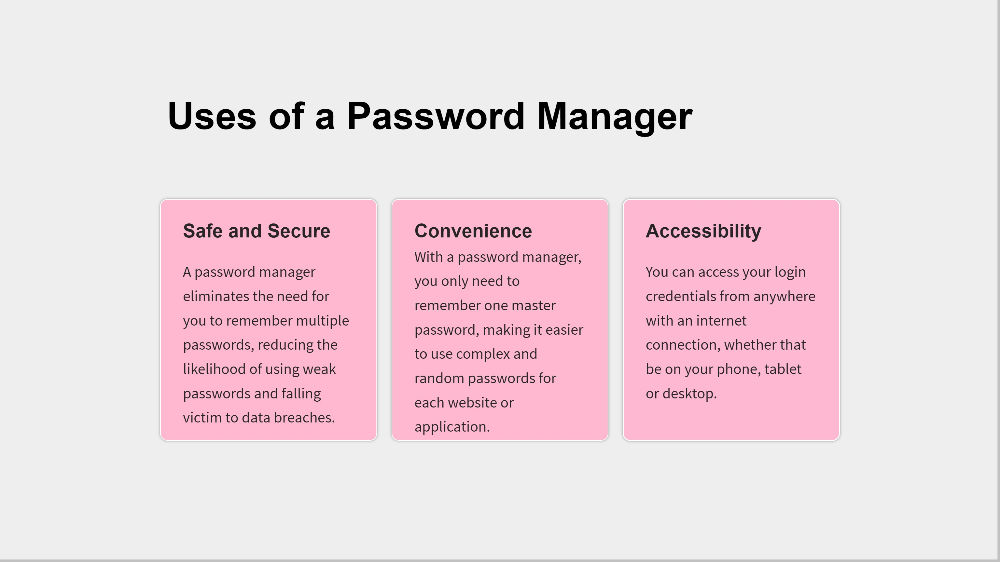 Uses of a Password Manager
Safe and Secure
A password manager
eliminates the need for
you to remember multiple
passwords, reducing the
likelihood of using weak
passwords and falling
victim to data breaches.
Convenience
With a password manager,
you only need to
remember one master
password, making it easier
to use complex and
random passwords for
each website or
application.
Accessibility
You can access your login
credentials from anywhere
with an internet
connection, whether that
be on your phone, tablet
or desktop.